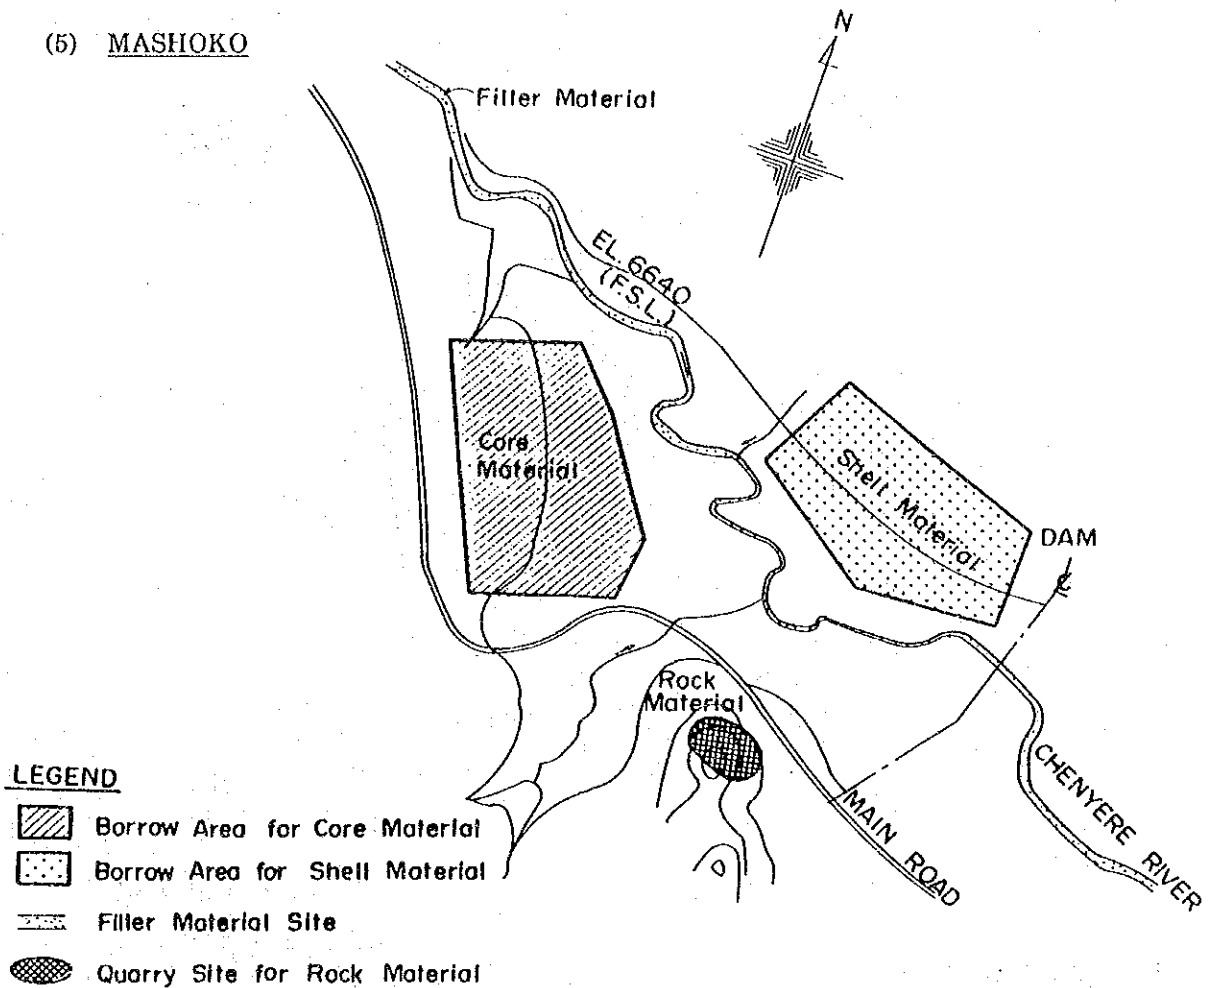 (5) MASHOKO
N
Filler Material
EL. 6640
(F.S.L.)
Core
Material
Shell Material
DAM
℄
Rock
Material
MAIN ROAD
CHENYERE RIVER
LEGEND
Borrow Area for Core Material
Borrow Area for Shell Material
Filler Material Site
Quarry Site for Rock Material